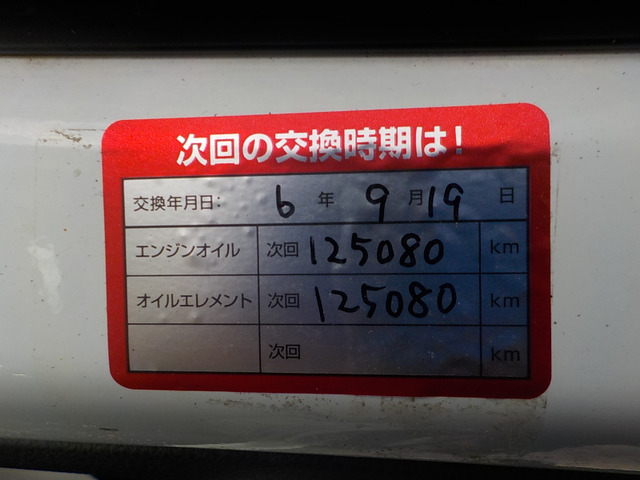 次回の交換時期は!
交換年月日: 6 年 9 月 19 日
エンジンオイル 次回 125080 km
オイルエレメント 次回 125080 km
次回 km